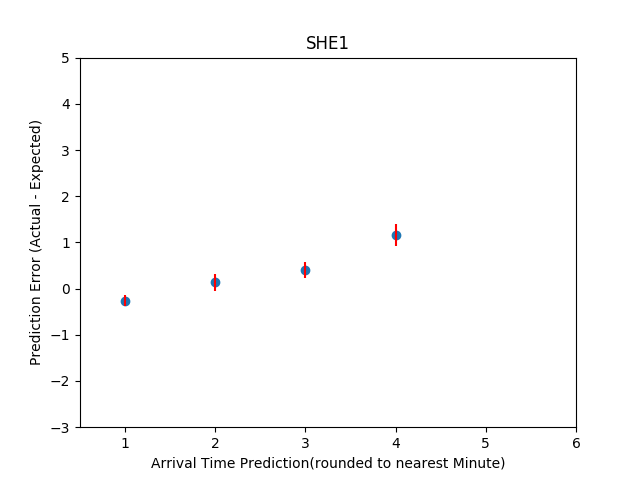 SHE1
5
4
3
2
1
0
−1
−2
−3
Prediction Error (Actual - Expected)
1 2 3 4 5 6
Arrival Time Prediction(rounded to nearest Minute)